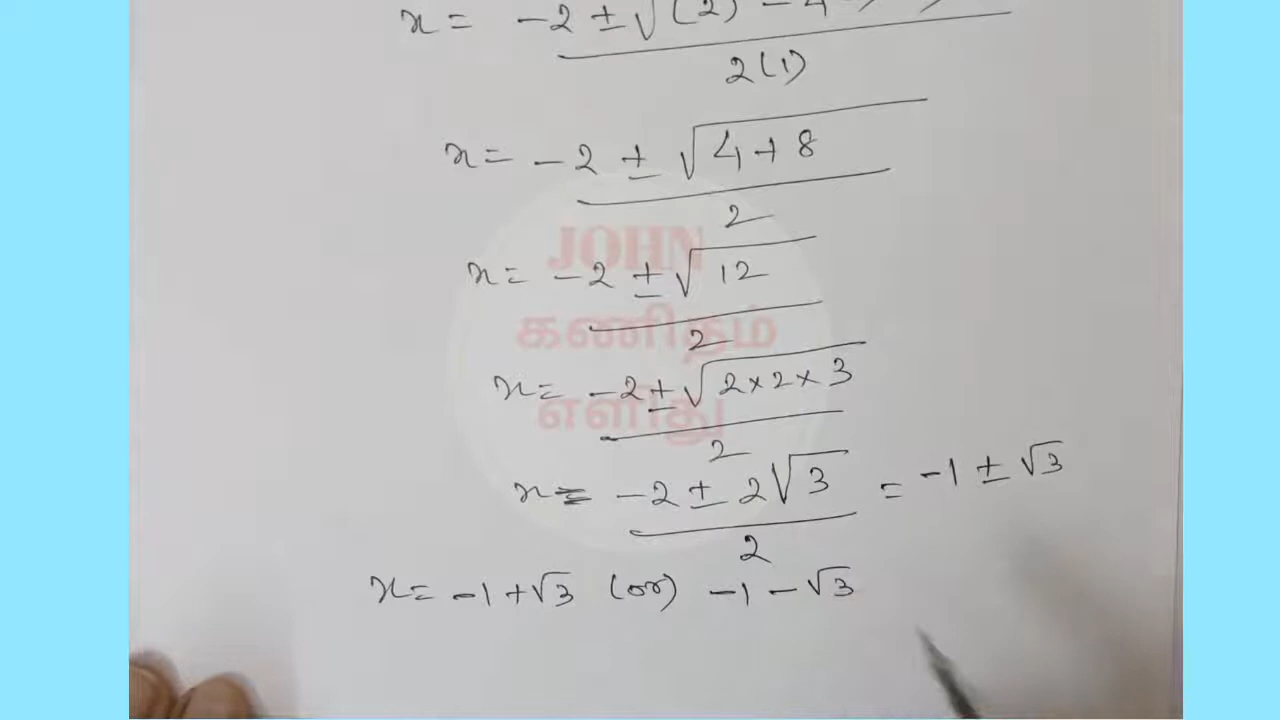 x = -2 ± √(2) - 4
2(1)
x = -2 ± √4+8
2
x = -2 ± √12
2
x = -2 ± √2×2×3
2
x = -2 ± 2√3 = -1 ± √3
2
x = -1+√3 (or) -1-√3
JOHN
கணிதம்
எளிது